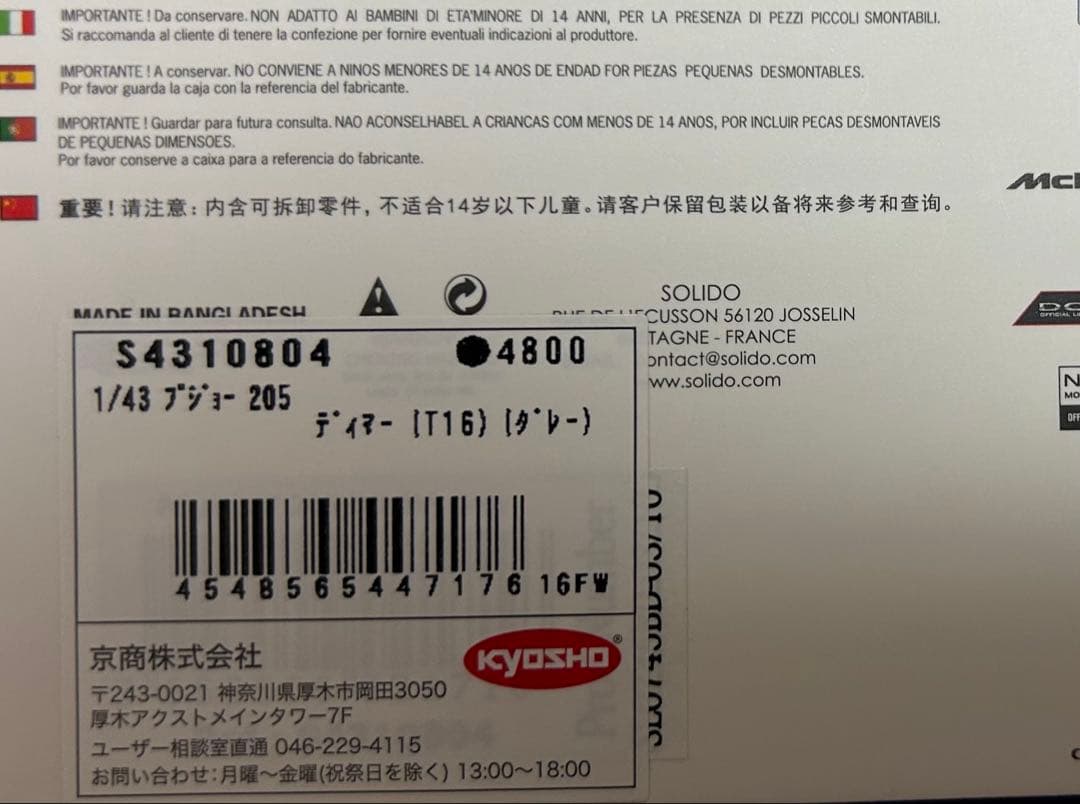 IMPORTANTE ! Da conservare. NON ADATTO AI BAMBINI DI ETA'MINORE DI 14 ANNI, PER LA PRESENZA DI PEZZI PICCOLI SMONTABILI.
Si raccomanda al cliente di tenere la confezione per fornire eventuali indicazioni al produttore.
IMPORTANTE ! A conservar. NO CONVIENE A NINOS MENORES DE 14 ANOS DE ENDAD FOR PIEZAS PEQUENAS DESMONTABLES.
Por favor guarda la caja con la referencia del fabricante.
IMPORTANTE ! Guardar para futura consulta. NAO ACONSELHABEL A CRIANCAS COM MENOS DE 14 ANOS, POR INCLUIR PECAS DESMONTAVEIS
DE PEQUENAS DIMENSOES.
Por favor conserve a caixa para a referencia do fabricante.
重要！请注意：内含可拆卸零件，不适合14岁以下儿童。请客户保留包装以备将来参考和查询。
MADE IN BANGLADESH
SOLIDO
CUSSON 56120 JOSSELIN
TAGNE - FRANCE
ontact@solido.com
ww.solido.com
S4310804 ●4800
1/43 ﾌﾟｼﾞｮｰ 205
ﾃﾞｨﾏｰ (T16) (ｸﾞﾚｰ)
4548565447176 16FW
京商株式会社
KYOSHO®
〒243-0021 神奈川県厚木市岡田3050
厚木アクストメインタワー7F
ユーザー相談室直通 046-229-4115
お問い合わせ：月曜～金曜(祝祭日を除く) 13:00～18:00